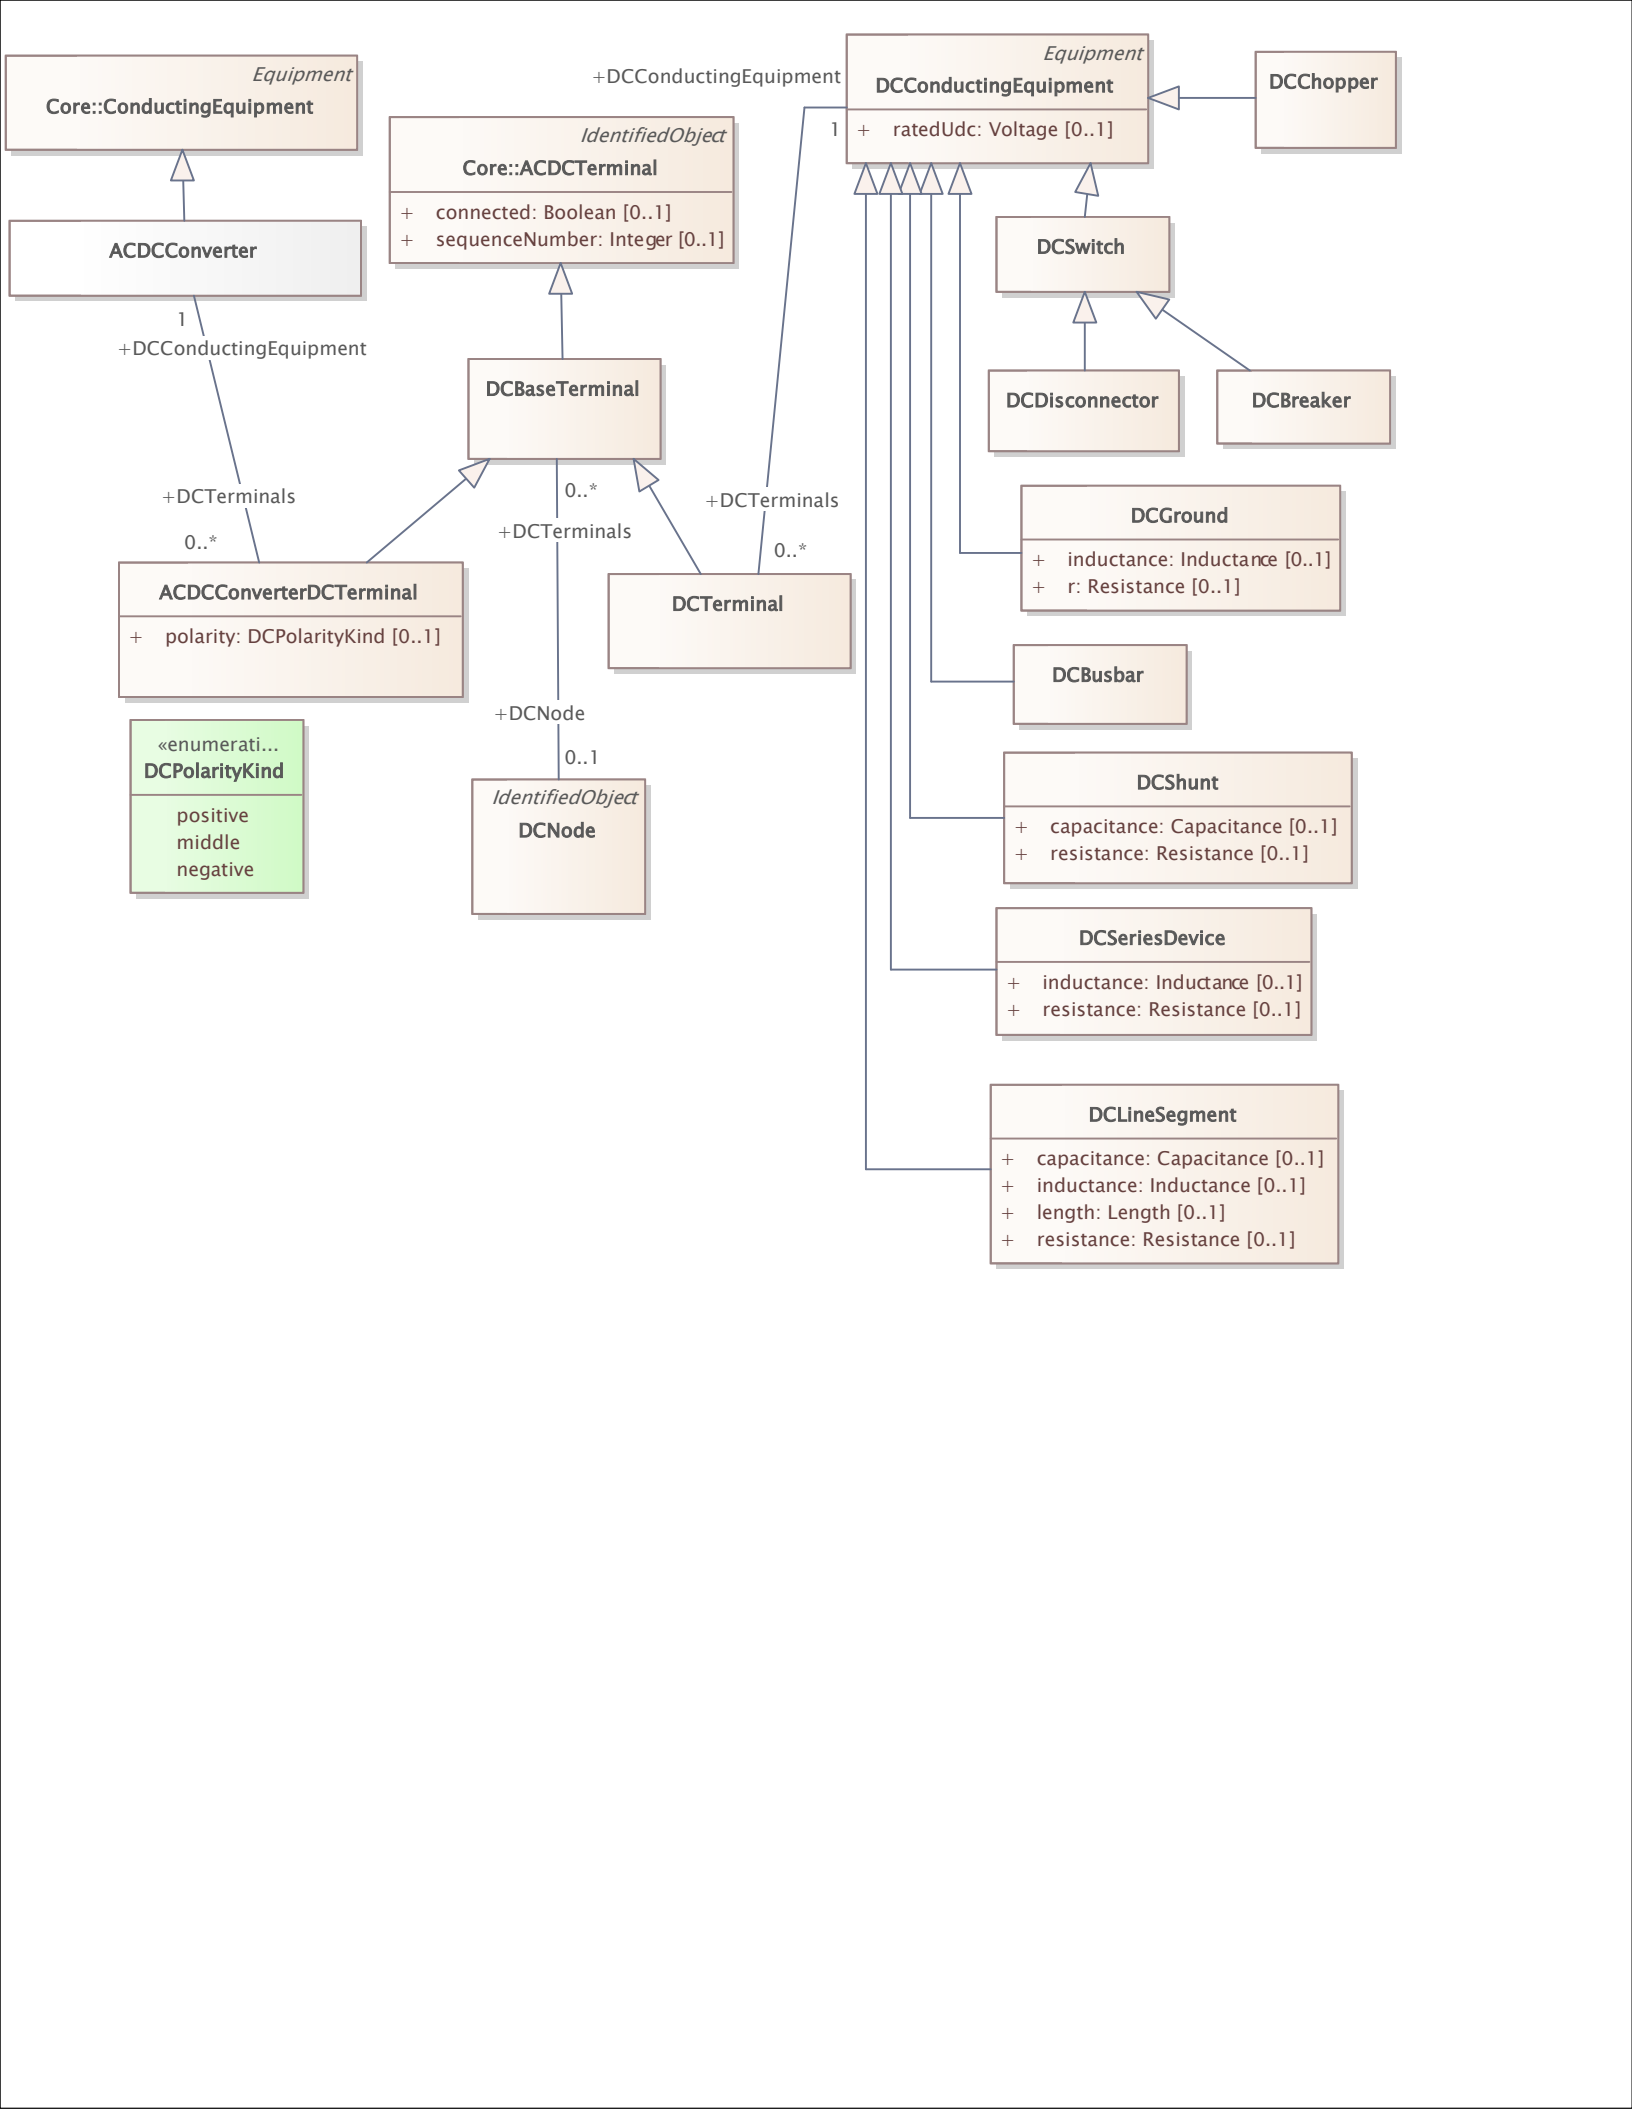 Equipment
Core::ConductingEquipment
ACDCConverter
1
+DCConductingEquipment
+DCTerminals
0..*
ACDCConverterDCTerminal
+ polarity: DCPolarityKind [0..1]
«enumerati...
DCPolarityKind
positive
middle
negative
IdentifiedObject
Core::ACDCTerminal
+ connected: Boolean [0..1]
+ sequenceNumber: Integer [0..1]
DCBaseTerminal
0..*
+DCTerminals
+DCNode
0..1
IdentifiedObject
DCNode
+DCConductingEquipment
1
+DCTerminals
0..*
DCTerminal
Equipment
DCConductingEquipment
+ ratedUdc: Voltage [0..1]
DCChopper
DCSwitch
DCDisconnector
DCBreaker
DCGround
+ inductance: Inductance [0..1]
+ r: Resistance [0..1]
DCBusbar
DCShunt
+ capacitance: Capacitance [0..1]
+ resistance: Resistance [0..1]
DCSeriesDevice
+ inductance: Inductance [0..1]
+ resistance: Resistance [0..1]
DCLineSegment
+ capacitance: Capacitance [0..1]
+ inductance: Inductance [0..1]
+ length: Length [0..1]
+ resistance: Resistance [0..1]